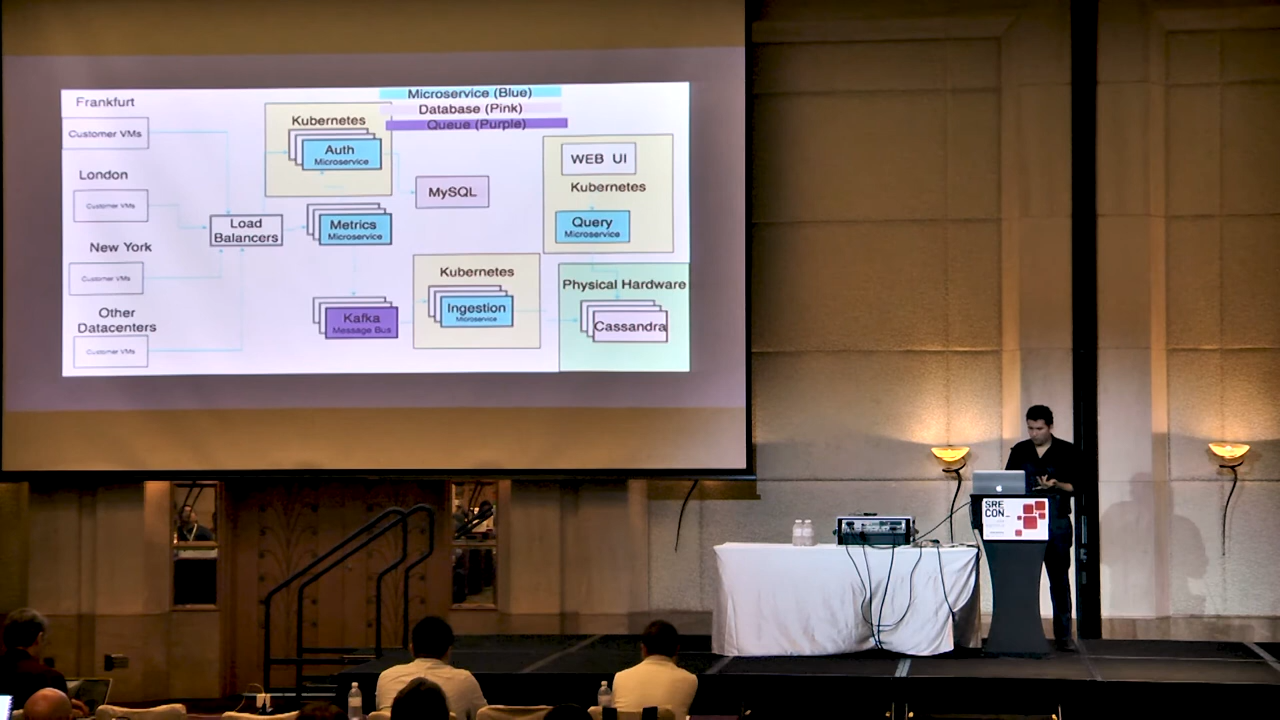 Frankfurt
Customer VMs
London
Customer VMs
New York
Customer VMs
Other
Datacenters
Customer VMs
Load
Balancers
Microservice (Blue)
Database (Pink)
Queue (Purple)
Kubernetes
Auth
Microservice
MySQL
Metrics
Microservice
Kafka
Message Bus
Kubernetes
Ingestion
Microservice
WEB UI
Kubernetes
Query
Microservice
Physical Hardware
Cassandra
SRE
CON